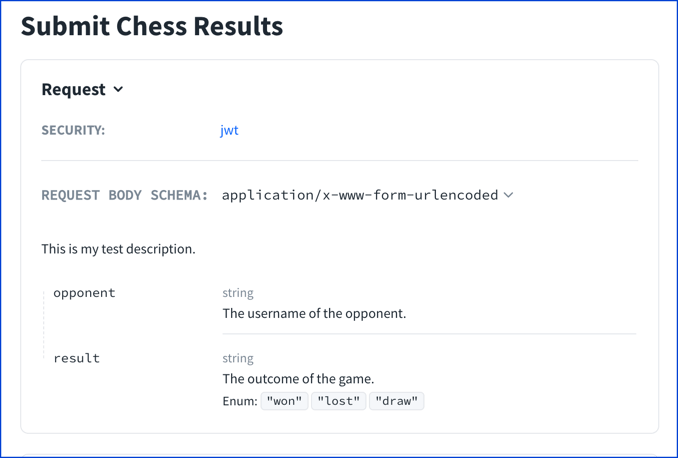 Submit Chess Results
Request
SECURITY: jwt
REQUEST BODY SCHEMA: application/x-www-form-urlencoded
This is my test description.
opponent string
The username of the opponent.
result string
The outcome of the game.
Enum: "won" "lost" "draw"